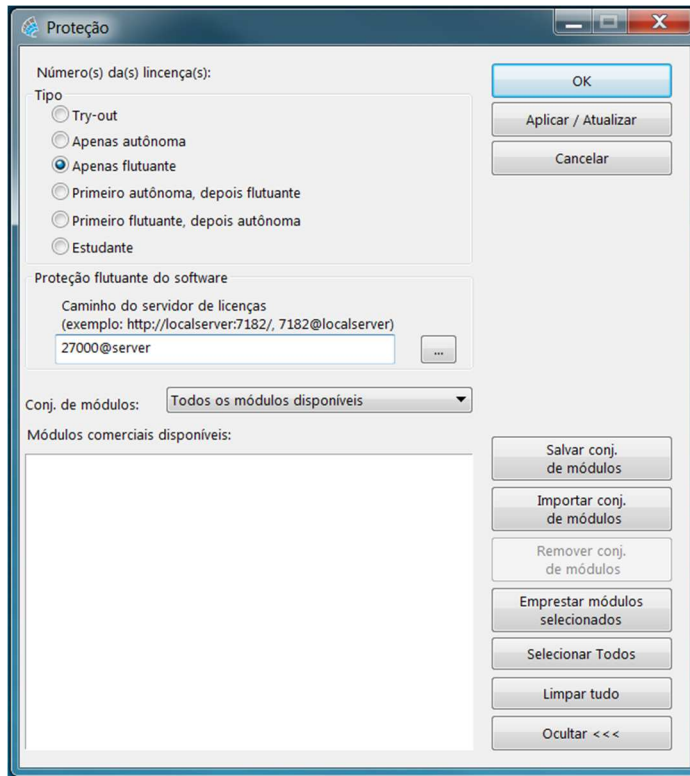 Proteção
Número(s) da(s) lincença(s):
Tipo
Try-out
Apenas autônoma
Apenas flutuante
Primeiro autônoma, depois flutuante
Primeiro flutuante, depois autônoma
Estudante
OK
Aplicar / Atualizar
Cancelar
Proteção flutuante do software
Caminho do servidor de licenças
(exemplo: http://localserver:7182/, 7182@localserver)
27000@server
...
Conj. de módulos:
Todos os módulos disponíveis
Módulos comerciais disponíveis:
Salvar conj.
de módulos
Importar conj.
de módulos
Remover conj.
de módulos
Emprestar módulos
selecionados
Selecionar Todos
Limpar tudo
Ocultar <<<